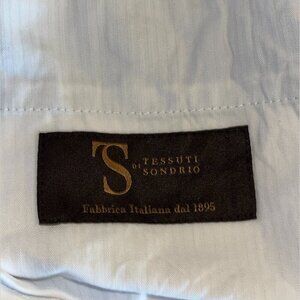 TS DI TESSUTI
SONDRIO
Fabbrica Italiana dal 1895